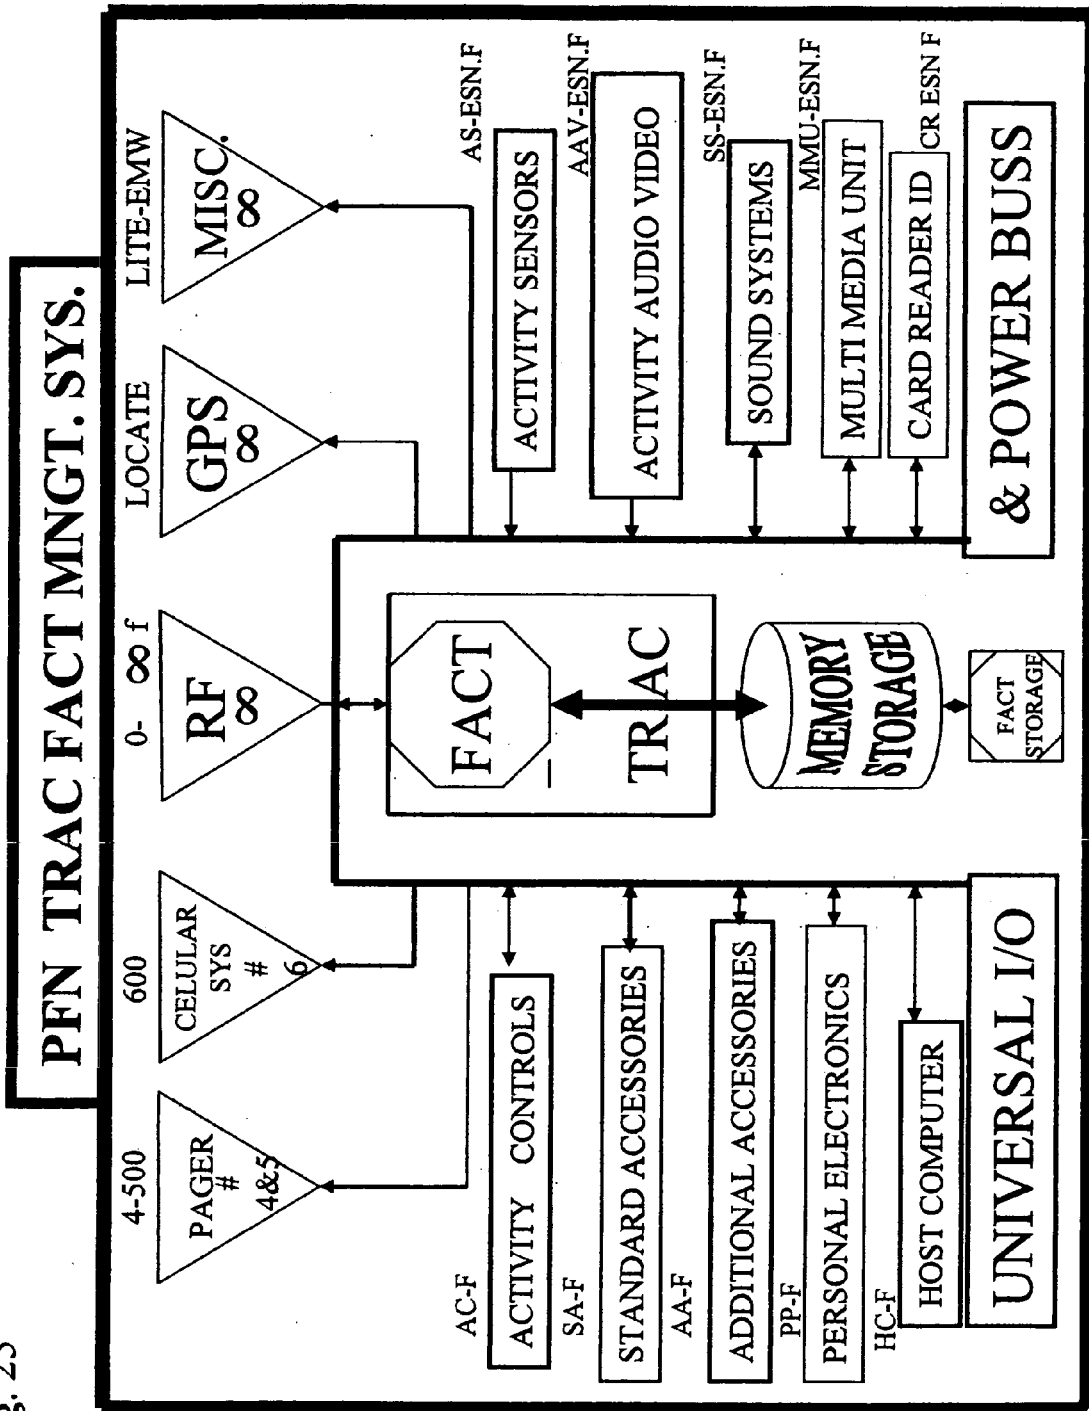 g. 25
PFN TRAC FACT MNGT. SYS.
4-500
600
0- ∞ f
LOCATE
LITE-EMW
PAGER
#
4&5
CELULAR
SYS
#
6
RF
∞
GPS
∞
MISC.
∞
AC-F
ACTIVITY CONTROLS
SA-F
STANDARD ACCESSORIES
AA-F
ADDITIONAL ACCESSORIES
PP-F
PERSONAL ELECTRONICS
HC-F
HOST COMPUTER
UNIVERSAL I/O
FACT
TRAC
MEMORY
STORAGE
FACT
STORAGE
AS-ESN.F
ACTIVITY SENSORS
AAV-ESN.F
ACTIVITY AUDIO VIDEO
SS-ESN.F
SOUND SYSTEMS
MMU-ESN.F
MULTI MEDIA UNIT
CR ESN F
CARD READER ID
& POWER BUSS